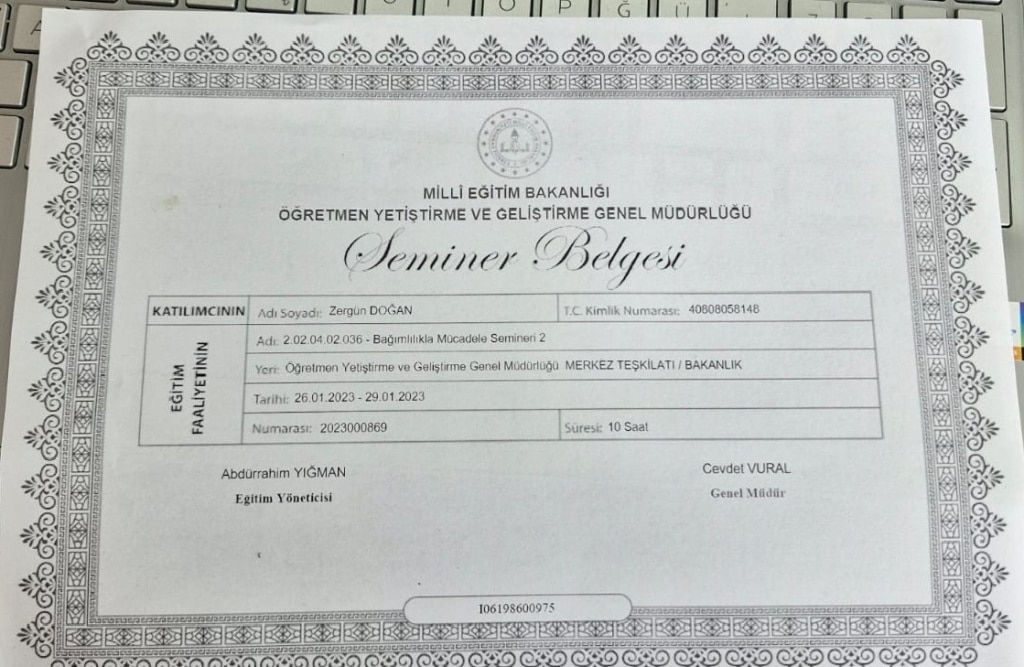 MİLLÎ EĞİTİM BAKANLIĞI
ÖĞRETMEN YETİŞTİRME VE GELİŞTİRME GENEL MÜDÜRLÜĞÜ
Seminer Belgesi
KATILIMCININ Adı Soyadı: Zergün DOĞAN T.C. Kimlik Numarası: 40808058148
EĞİTİM FAALİYETİNİN
Adı: 2.02.04.02.036 - Bağımlılıkla Mücadele Semineri 2
Yeri: Öğretmen Yetiştirme ve Geliştirme Genel Müdürlüğü MERKEZ TEŞKİLATI / BAKANLIK
Tarihi: 26.01.2023 - 29.01.2023
Numarası: 2023000869 Süresi: 10 Saat
Abdürrahim YIĞMAN Cevdet VURAL
Eğitim Yöneticisi Genel Müdür
I06198600975